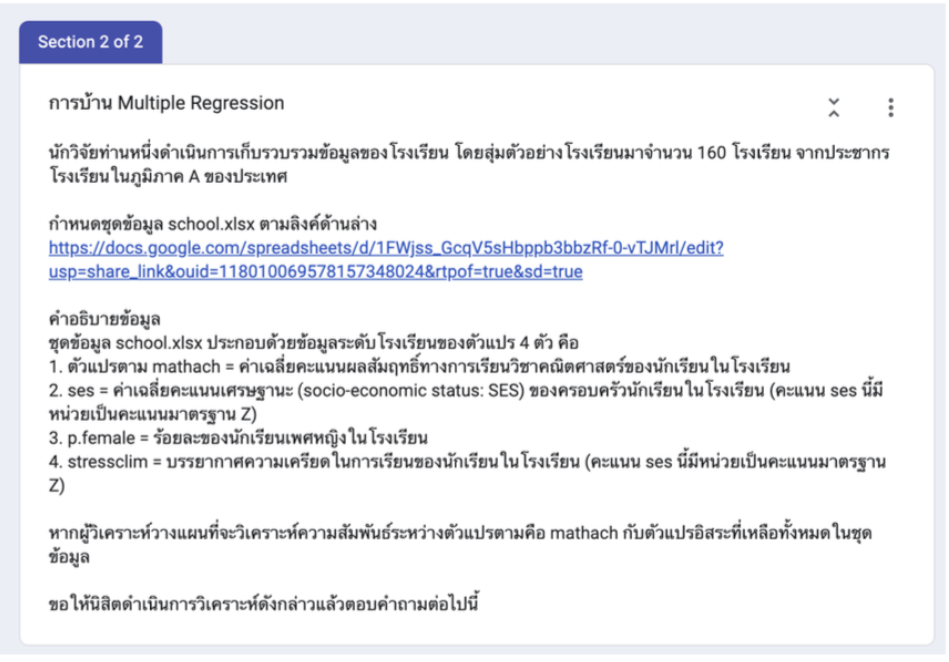 Section 2 of 2
การบ้าน Multiple Regression
นักวิจัยท่านหนึ่งดำเนินการเก็บรวบรวมข้อมูลของโรงเรียน โดยสุ่มตัวอย่างโรงเรียนมาจำนวน 160 โรงเรียน จากประชากร
โรงเรียนในภูมิภาค A ของประเทศ
กำหนดชุดข้อมูล school.xlsx ตามลิงค์ด้านล่าง
https://docs.google.com/spreadsheets/d/1FWjss_GcqV5sHbppb3bbzRf-0-vTJMrl/edit?
usp=share_link&ouid=118010069578157348024&rtpof=true&sd=true
คำอธิบายข้อมูล
ชุดข้อมูล school.xlsx ประกอบด้วยข้อมูลระดับโรงเรียนของตัวแปร 4 ตัว คือ
1. ตัวแปรตาม mathach = ค่าเฉลี่ยคะแนนผลสัมฤทธิ์ทางการเรียนวิชาคณิตศาสตร์ของนักเรียนในโรงเรียน
2. ses = ค่าเฉลี่ยคะแนนเศรษฐานะ (socio-economic status: SES) ของครอบครัวนักเรียนในโรงเรียน (คะแนน ses นี้มี
หน่วยเป็นคะแนนมาตรฐาน Z)
3. p.female = ร้อยละของนักเรียนเพศหญิงในโรงเรียน
4. stressclim = บรรยากาศความเครียดในการเรียนของนักเรียนในโรงเรียน (คะแนน ses นี้มีหน่วยเป็นคะแนนมาตรฐาน
Z)
หากผู้วิเคราะห์วางแผนที่จะวิเคราะห์ความสัมพันธ์ระหว่างตัวแปรตามคือ mathach กับตัวแปรอิสระที่เหลือทั้งหมดในชุด
ข้อมูล
ขอให้นิสิตดำเนินการวิเคราะห์ดังกล่าวแล้วตอบคำถามต่อไปนี้